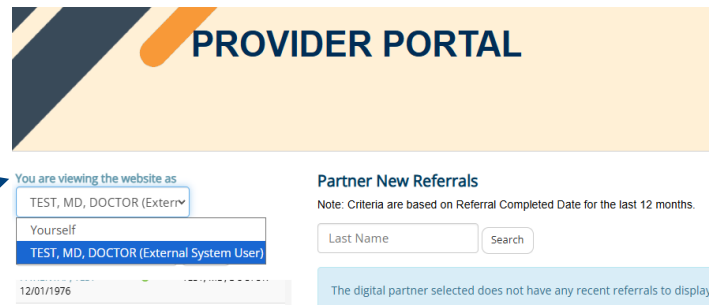 PROVIDER PORTAL
You are viewing the website as
TEST, MD, DOCTOR (Extern
Yourself
TEST, MD, DOCTOR (External System User)
12/01/1976
Partner New Referrals
Note: Criteria are based on Referral Completed Date for the last 12 months.
Last Name
Search
The digital partner selected does not have any recent referrals to display